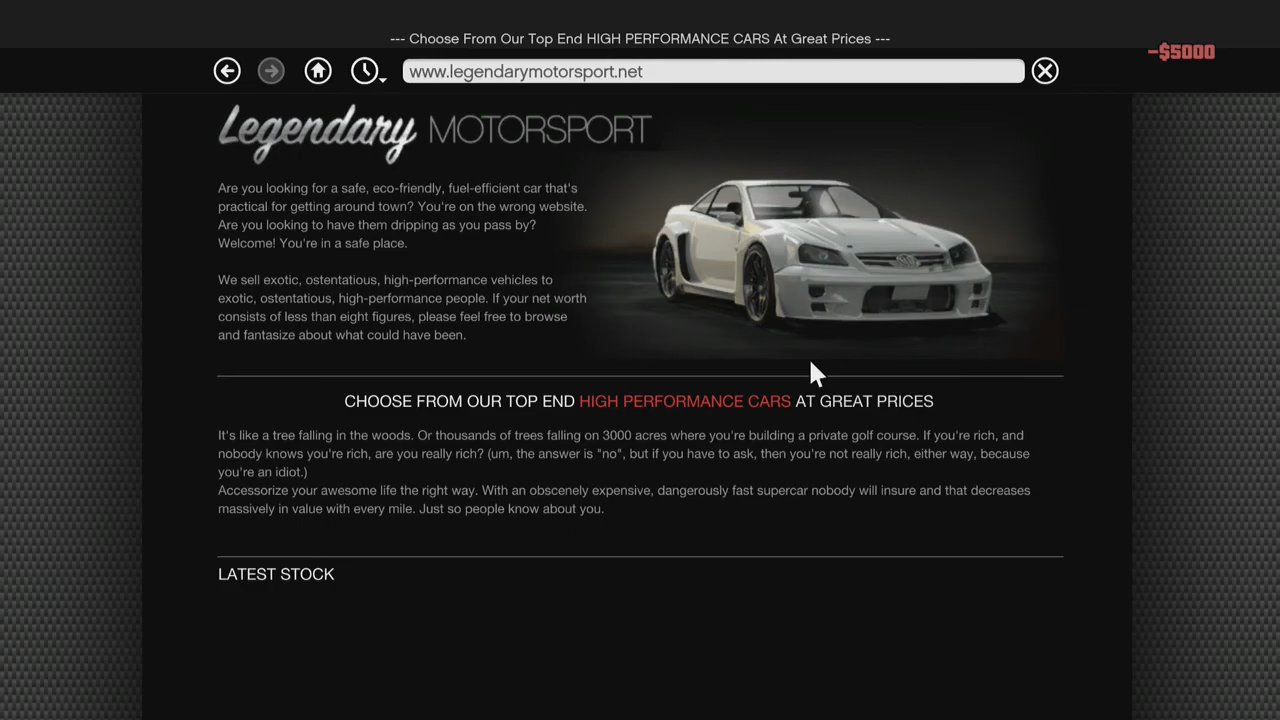 --- Choose From Our Top End HIGH PERFORMANCE CARS At Great Prices ---
-$5000
www.legendarymotorsport.net
Legendary MOTORSPORT
Are you looking for a safe, eco-friendly, fuel-efficient car that's
practical for getting around town? You're on the wrong website.
Are you looking to have them dripping as you pass by?
Welcome! You're in a safe place.
We sell exotic, ostentatious, high-performance vehicles to
exotic, ostentatious, high-performance people. If your net worth
consists of less than eight figures, please feel free to browse
and fantasize about what could have been.
CHOOSE FROM OUR TOP END HIGH PERFORMANCE CARS AT GREAT PRICES
It's like a tree falling in the woods. Or thousands of trees falling on 3000 acres where you're building a private golf course. If you're rich, and
nobody knows you're rich, are you really rich? (um, the answer is "no", but if you have to ask, then you're not really rich, either way, because
you're an idiot.)
Accessorize your awesome life the right way. With an obscenely expensive, dangerously fast supercar nobody will insure and that decreases
massively in value with every mile. Just so people know about you.
LATEST STOCK